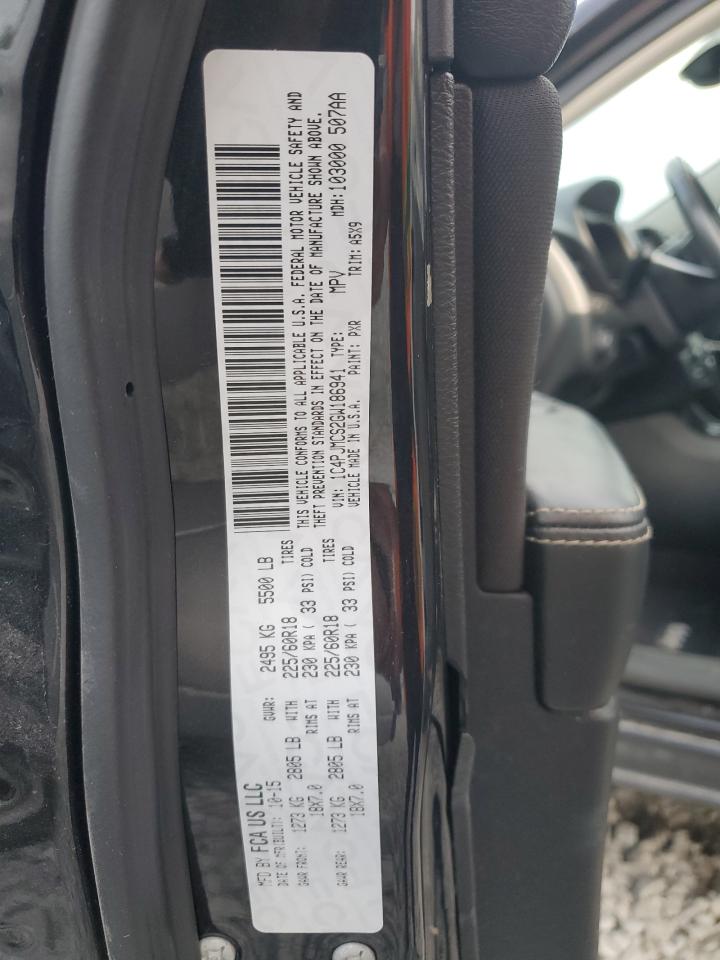 MFD BY FCA US LLC
DATE OF MFR(BUILT): 10-15 GVWR: 2495 KG 5500 LB
GAWR FRONT: 1273 KG 2805 LB WITH 225/60R18 TIRES
18X7.0 RIMS AT 230 KPA ( 33 PSI) COLD
GAWR REAR: 1273 KG 2805 LB WITH 225/60R18 TIRES
18X7.0 RIMS AT 230 KPA ( 33 PSI) COLD
THIS VEHICLE CONFORMS TO ALL APPLICABLE U.S.A. FEDERAL MOTOR VEHICLE SAFETY AND
THEFT PREVENTION STANDARDS IN EFFECT ON THE DATE OF MANUFACTURE SHOWN ABOVE.
VIN: 1C4PJMCS2GW186941 TYPE: MPV MDH:103000 507AA
VEHICLE MADE IN U.S.A. PAINT: PXR TRIM: A5X9